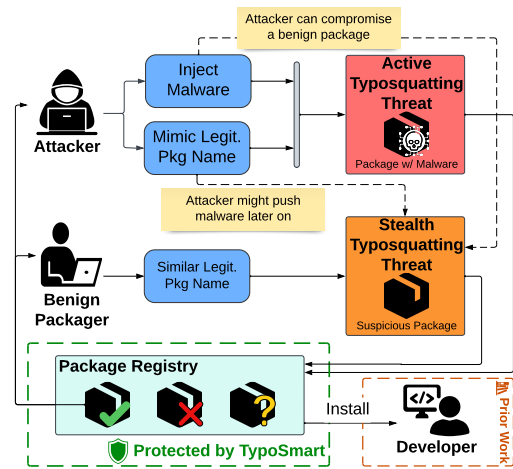 Attacker can compromise
a benign package
Inject
Malware
Active
Typosquatting
Threat
Package w/ Malware
Attacker
Mimic Legit.
Pkg Name
Attacker might push
malware later on
Stealth
Typosquatting
Threat
Suspicious Package
Similar Legit.
Pkg Name
Benign
Packager
Package Registry
?
Install
</>
Developer
Prior Work
Protected by TypoSmart